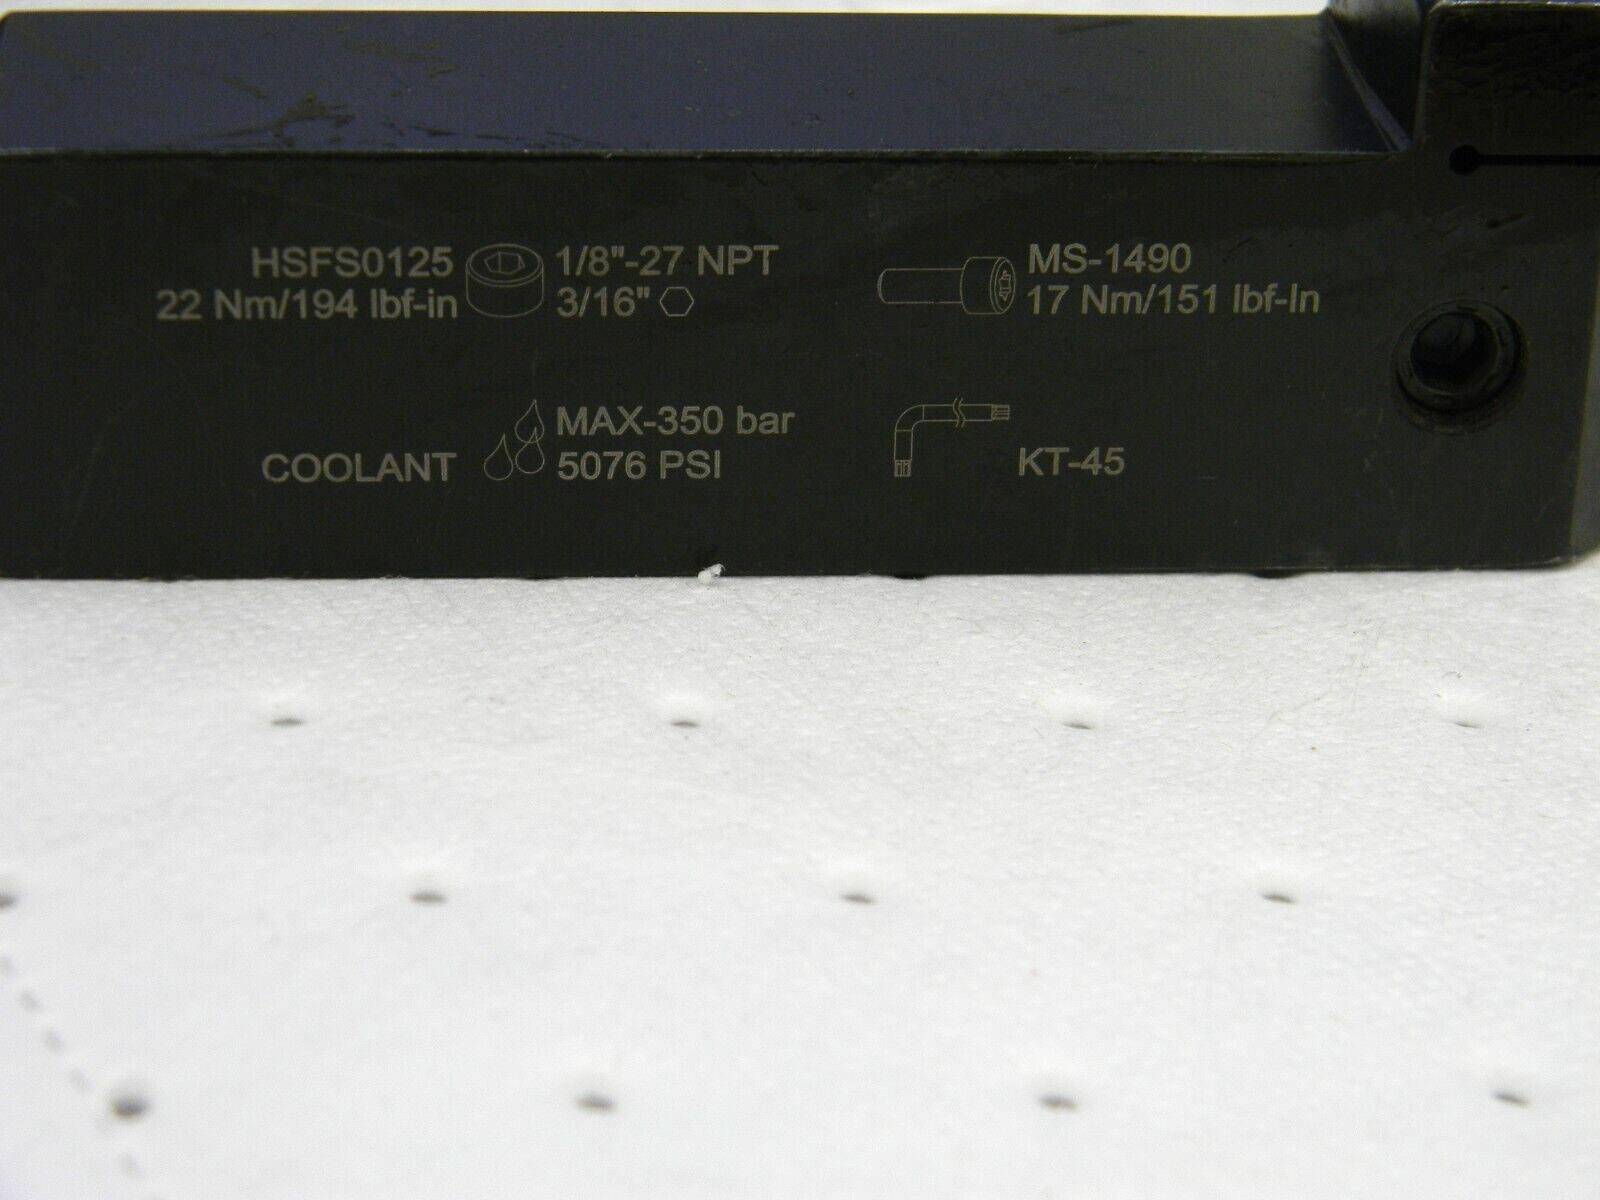 HSFS0125 1/8"-27 NPT
22 Nm/194 lbf-in 3/16"
MS-1490
17 Nm/151 lbf-In
MAX-350 bar
COOLANT 5076 PSI
KT-45